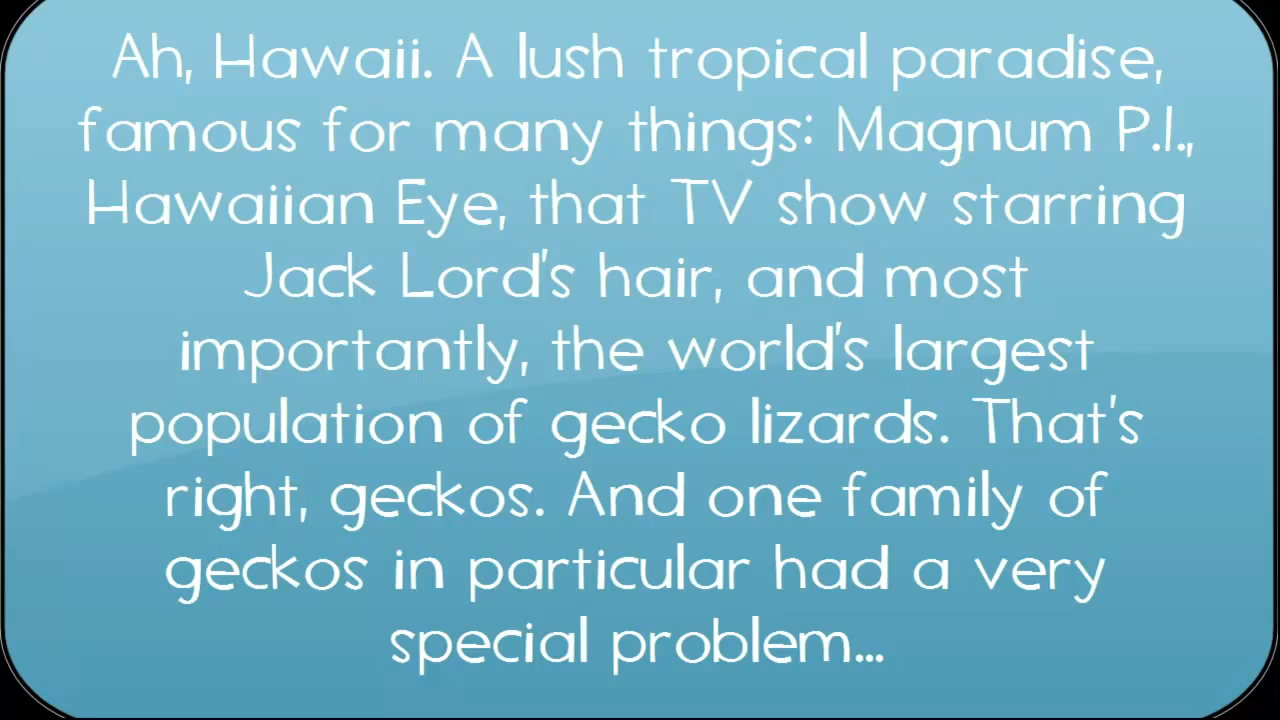 Ah, Hawaii. A lush tropical paradise,
famous for many things: Magnum P.I.,
Hawaiian Eye, that TV show starring
Jack Lord's hair, and most
importantly, the world's largest
population of gecko lizards. That's
right, geckos. And one family of
geckos in particular had a very
special problem...